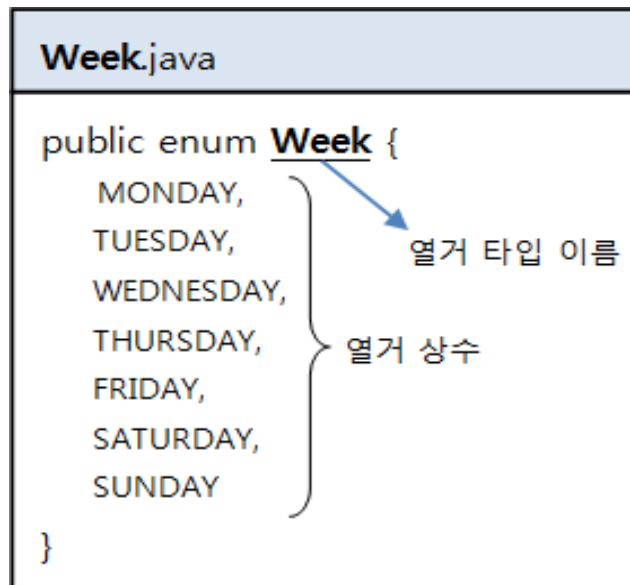 Week.java
public enum Week {
MONDAY,
TUESDAY,
열거 타입 이름
WEDNESDAY,
THURSDAY,
열거 상수
FRIDAY,
SATURDAY,
SUNDAY
}